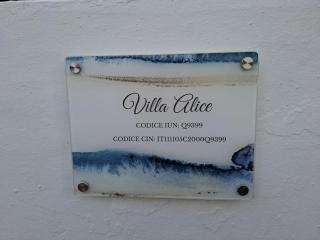 Villa Alice
CODICE IUN: Q9399
CODICE CIN: IT111105C2000Q9399